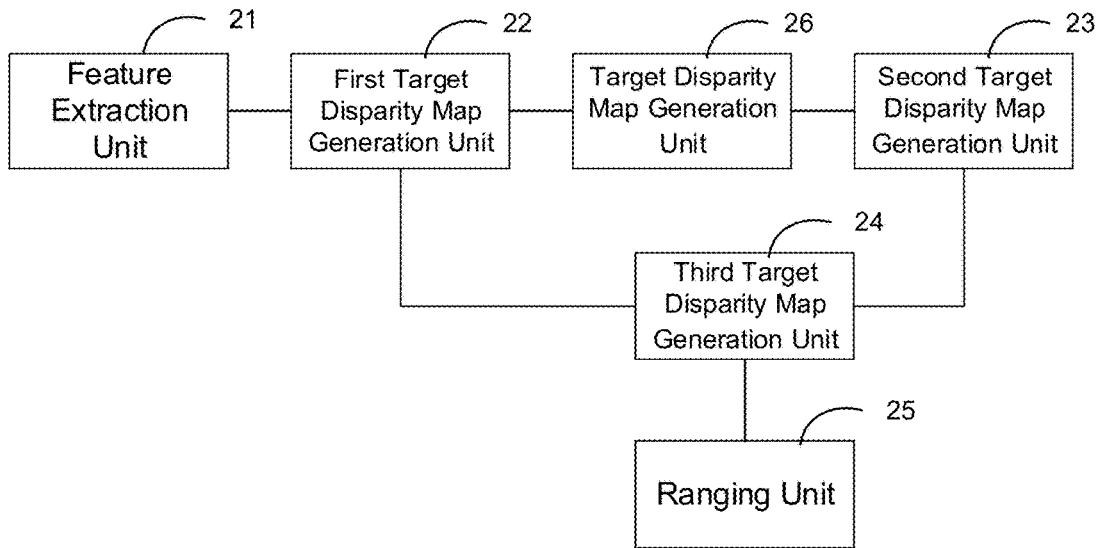 21
22
26
23
Feature
Extraction
Unit
First Target
Disparity Map
Generation Unit
Target Disparity
Map Generation
Unit
Second Target
Disparity Map
Generation Unit
24
Third Target
Disparity Map
Generation Unit
25
Ranging Unit